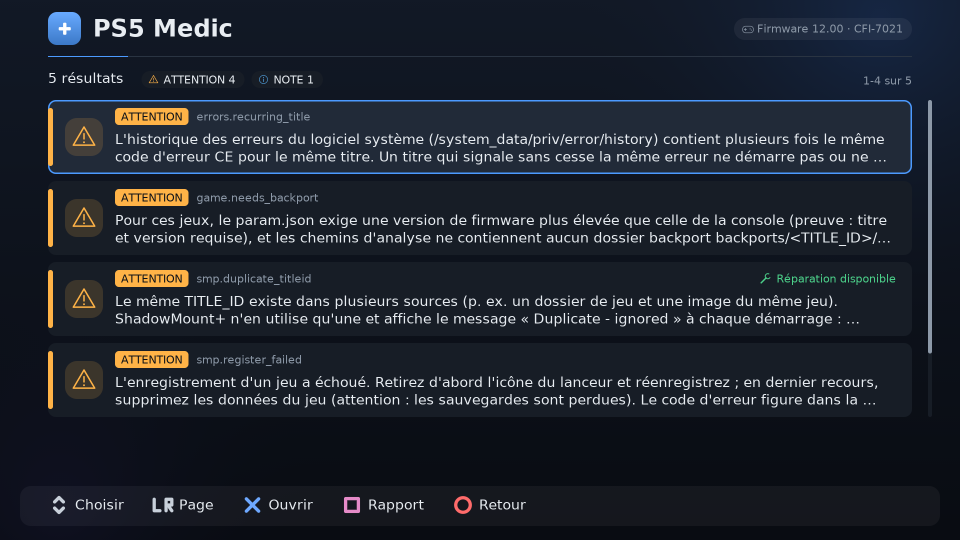 PS5 Medic
Firmware 12.00 · CFI-7021
5 résultats
ATTENTION 4
NOTE 1
1-4 sur 5
ATTENTION errors.recurring_title
L'historique des erreurs du logiciel système (/system_data/priv/error/history) contient plusieurs fois le même
code d'erreur CE pour le même titre. Un titre qui signale sans cesse la même erreur ne démarre pas ou ne ...
ATTENTION game.needs_backport
Pour ces jeux, le param.json exige une version de firmware plus élevée que celle de la console (preuve : titre
et version requise), et les chemins d'analyse ne contiennent aucun dossier backport backports/<TITLE_ID>/...
ATTENTION smp.duplicate_titleid
Réparation disponible
Le même TITLE_ID existe dans plusieurs sources (p. ex. un dossier de jeu et une image du même jeu).
ShadowMount+ n'en utilise qu'une et affiche le message « Duplicate - ignored » à chaque démarrage : ...
ATTENTION smp.register_failed
L'enregistrement d'un jeu a échoué. Retirez d'abord l'icône du lanceur et réenregistrez ; en dernier recours,
supprimez les données du jeu (attention : les sauvegardes sont perdues). Le code d'erreur figure dans la ...
Choisir
LR Page
Ouvrir
Rapport
Retour